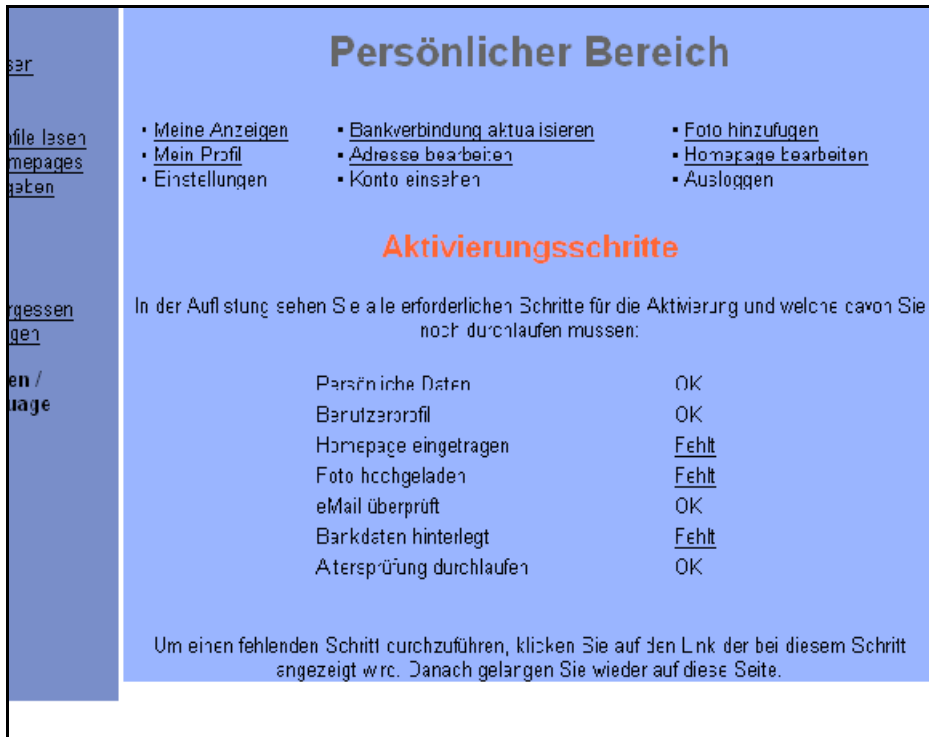 Persönlicher Bereich
ofile lesen
mepages
geben
rgessen
gen
en /
uage
▪ Meine Anzeigen ▪ Bankverbindung aktualisieren ▪ Foto hinzufugen
▪ Mein Profil ▪ Adresse bearbeiten ▪ Homepage bearbeiten
▪ Einstellungen ▪ Konto einsehen ▪ Ausloggen
Aktivierungsschritte
In der Auflistung sehen Sie alle erforderlichen Schritte für die Aktivierung und welche davon Sie
noch durchlaufen mussen:
Persönliche Daten OK
Benutzerprofil OK
Homepage eingetragen Fehlt
Foto hochgeladen Fehlt
eMail überprüft OK
Bankdaten hinterlegt Fehlt
Altersprüfung durchlaufen OK
Um einen fehlenden Schritt durchzuführen, klicken Sie auf den Link der bei diesem Schritt
angezeigt wird. Danach gelangen Sie wieder auf diese Seite.